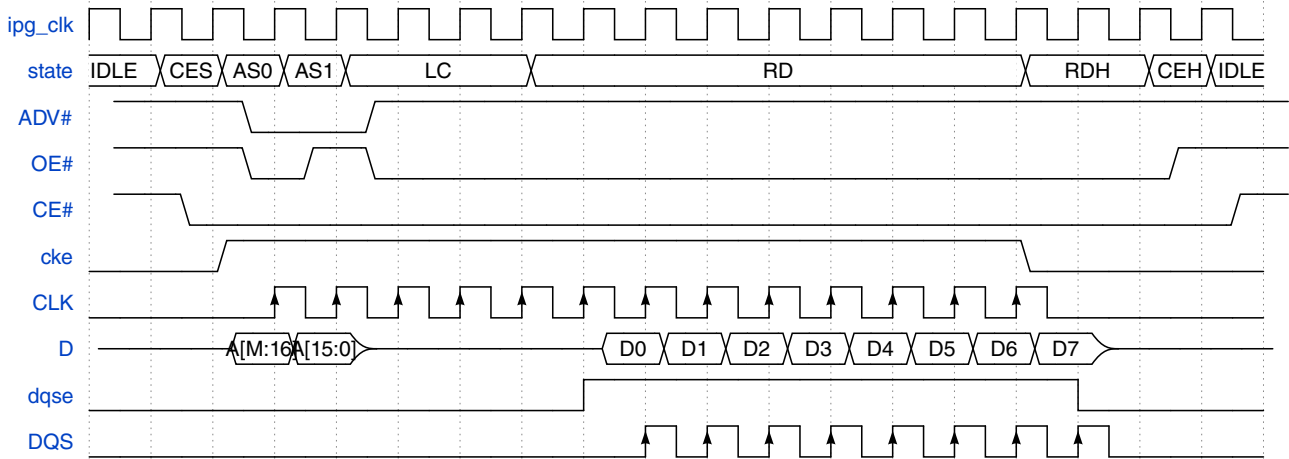 ipg_clk
state IDLE CES AS0 AS1 LC RD RDH CEH IDLE
ADV#
OE#
CE#
cke
CLK
D A[M:16] A[15:0] D0 D1 D2 D3 D4 D5 D6 D7
dqse
DQS